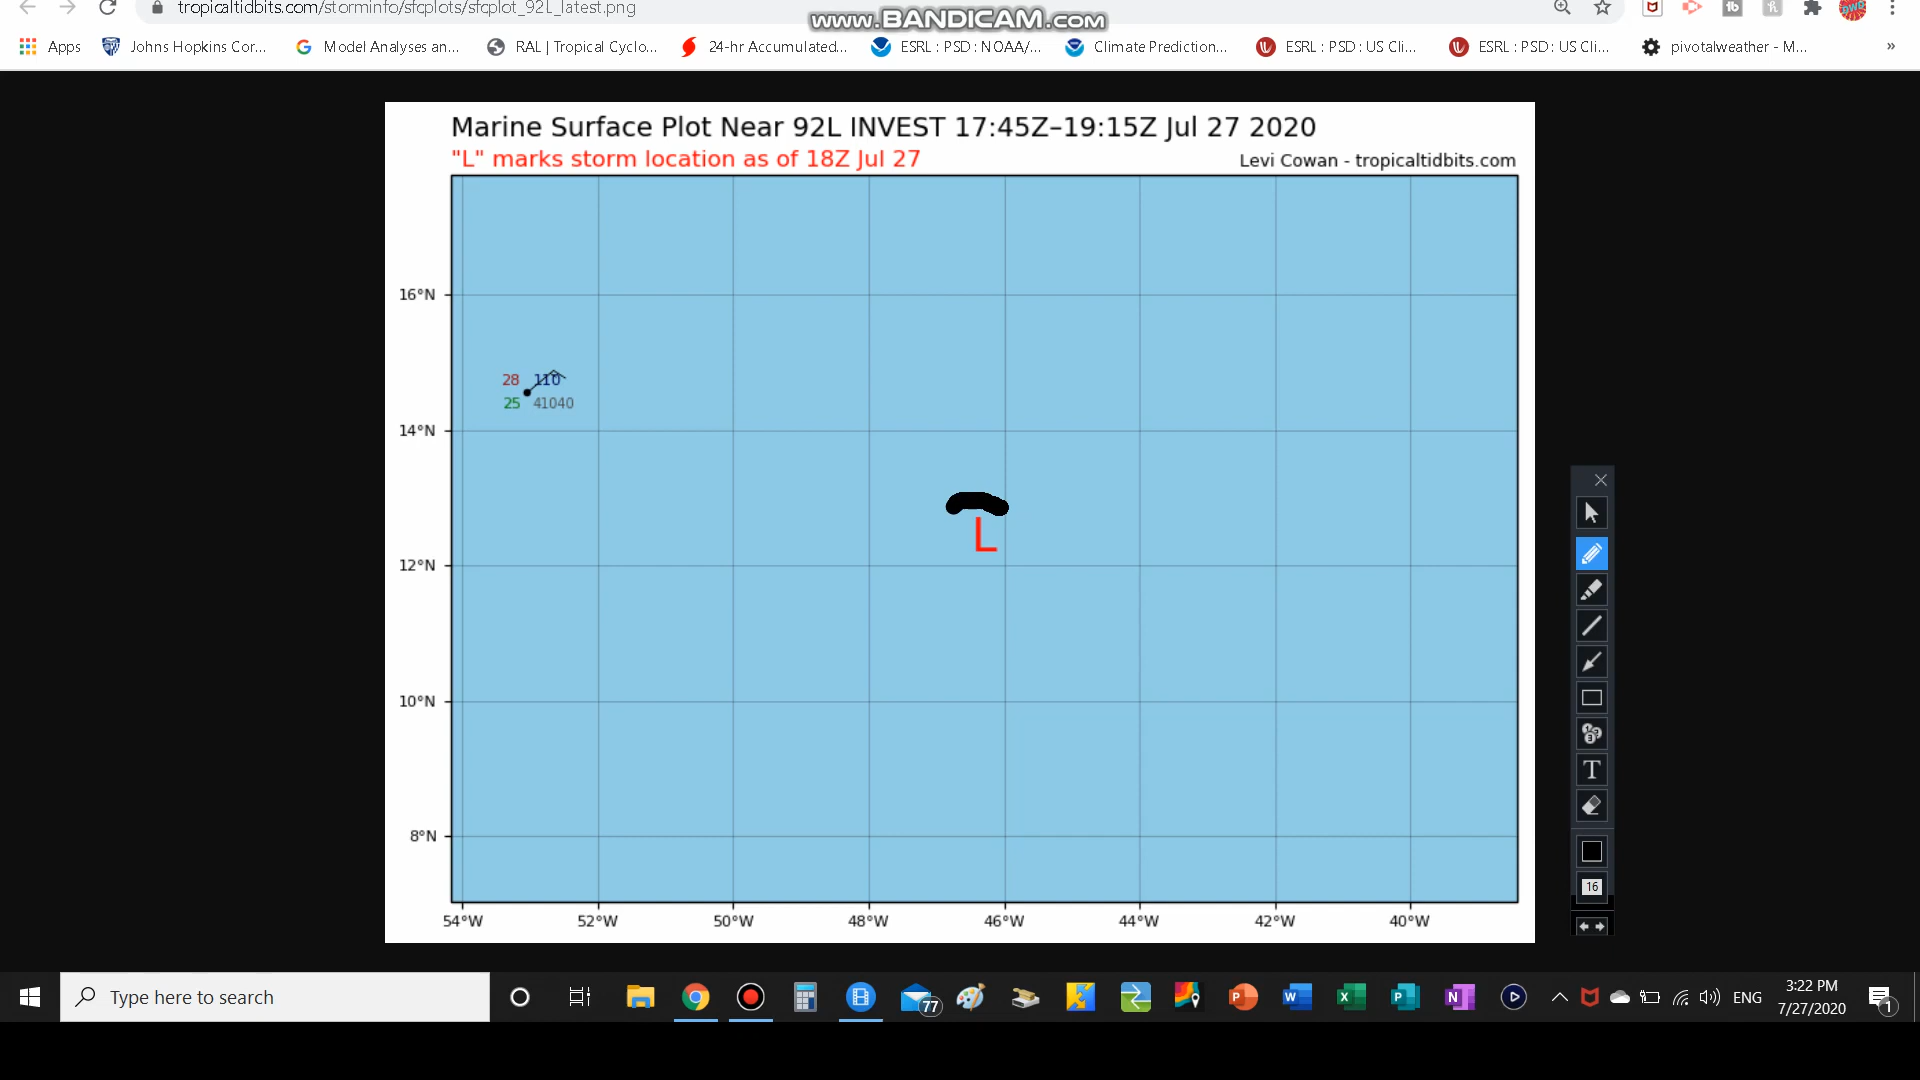 tropicaltidbits.com/storminfo/sfcplots/sfcplot_92L_latest.png
www.BANDICAM.com
Apps Johns Hopkins Cor... Model Analyses an... RAL | Tropical Cyclo... 24-hr Accumulated... ESRL : PSD : NOAA/... Climate Prediction... ESRL : PSD : US Cli... ESRL : PSD : US Cli... pivotalweather - M... »
Marine Surface Plot Near 92L INVEST 17:45Z–19:15Z Jul 27 2020
"L" marks storm location as of 18Z Jul 27
Levi Cowan - tropicaltidbits.com
16°N
28 110
25 41040
14°N
L
12°N
10°N
8°N
54°W 52°W 50°W 48°W 46°W 44°W 42°W 40°W
T
16
Type here to search
77
ENG
3:22 PM
7/27/2020
1